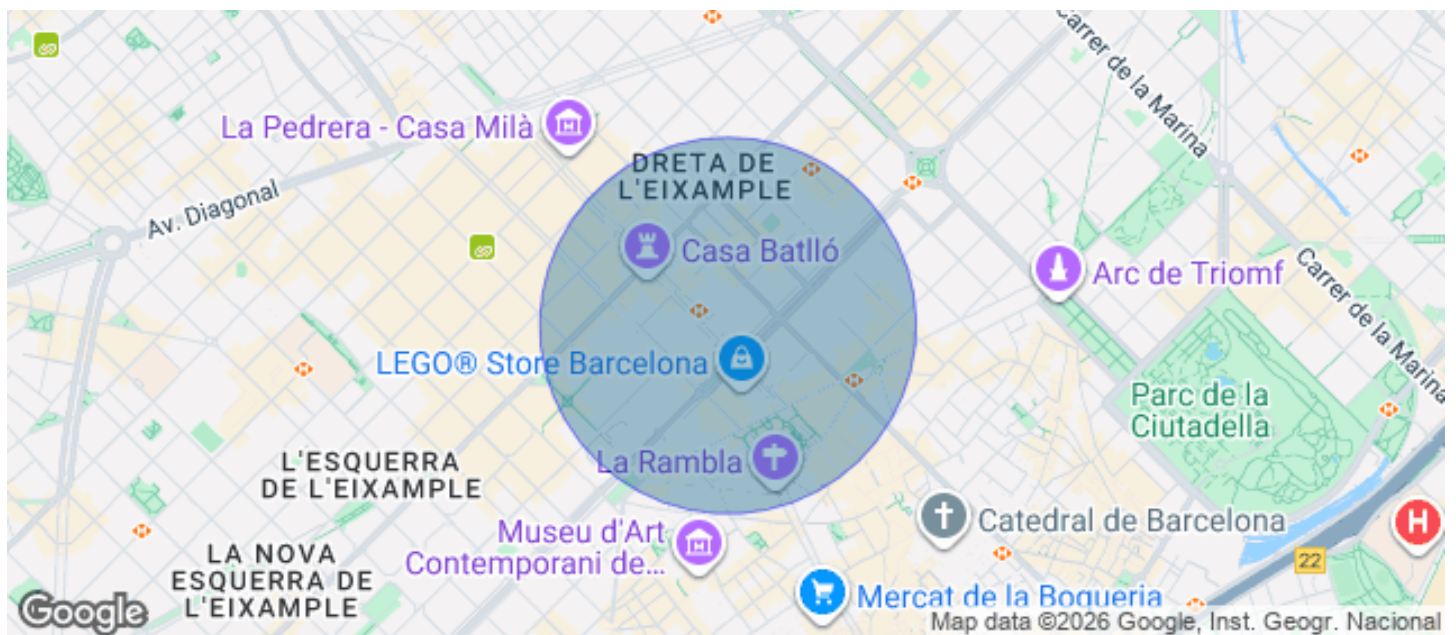 Carrer de la Marina
La Pedrera - Casa Milà
DRETA DE
L'EIXAMPLE
Av. Diagonal
Casa Batlló
Arc de Triomf
Carrer de la Marina
LEGO® Store Barcelona
Parc de la
Ciutadella
L'ESQUERRA
DE L'EIXAMPLE
La Rambla
Museu d'Art
Contemporani de...
Catedral de Barcelona
H
22
LA NOVA
ESQUERRA DE
L'EIXAMPLE
Mercat de la Boqueria
Google
Map data ©2026 Google, Inst. Geogr. Nacional